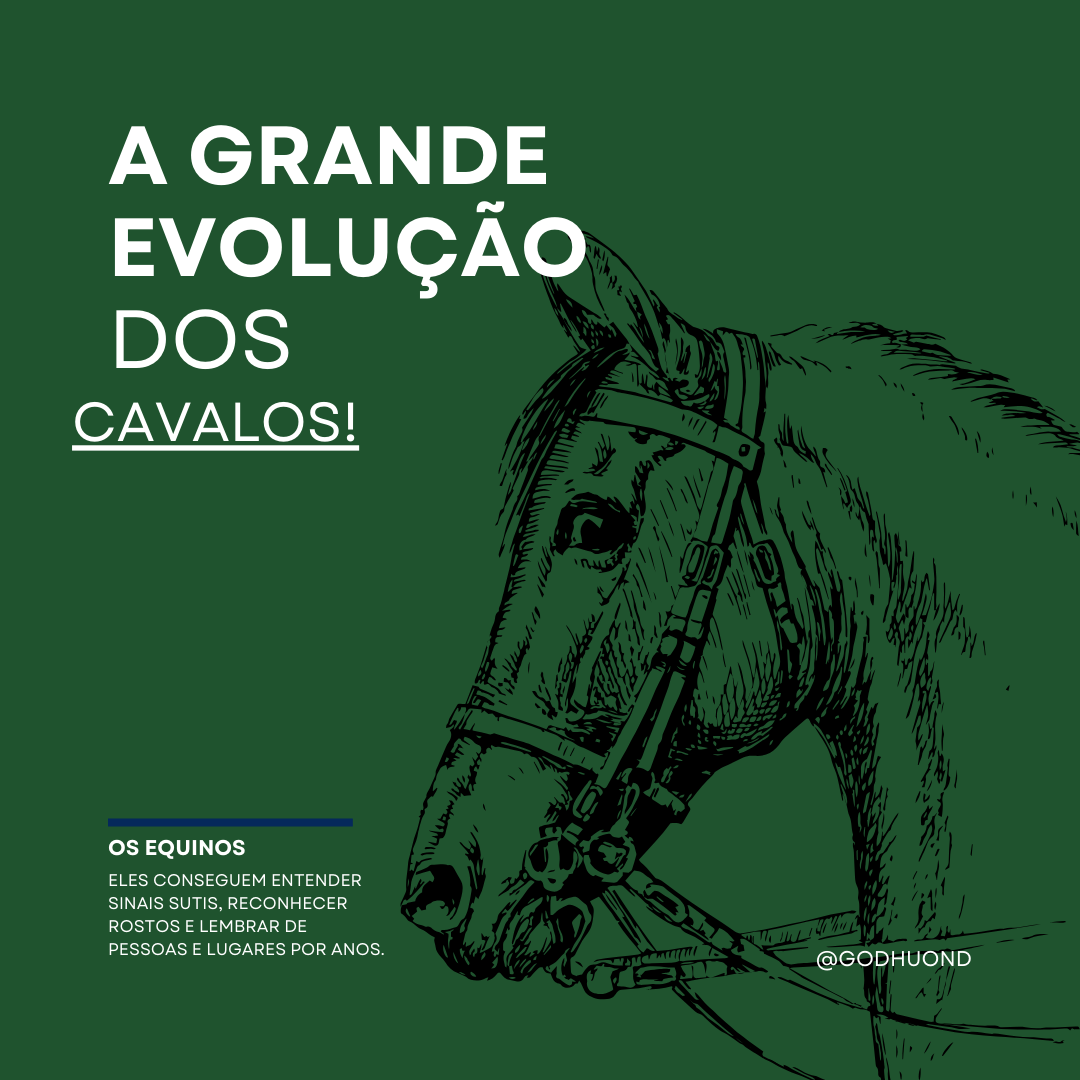 A GRANDE
EVOLUÇÃO
DOS
CAVALOS!
OS EQUINOS
ELES CONSEGUEM ENTENDER
SINAIS SUTIS, RECONHECER
ROSTOS E LEMBRAR DE
PESSOAS E LUGARES POR ANOS.
@GODHUOND